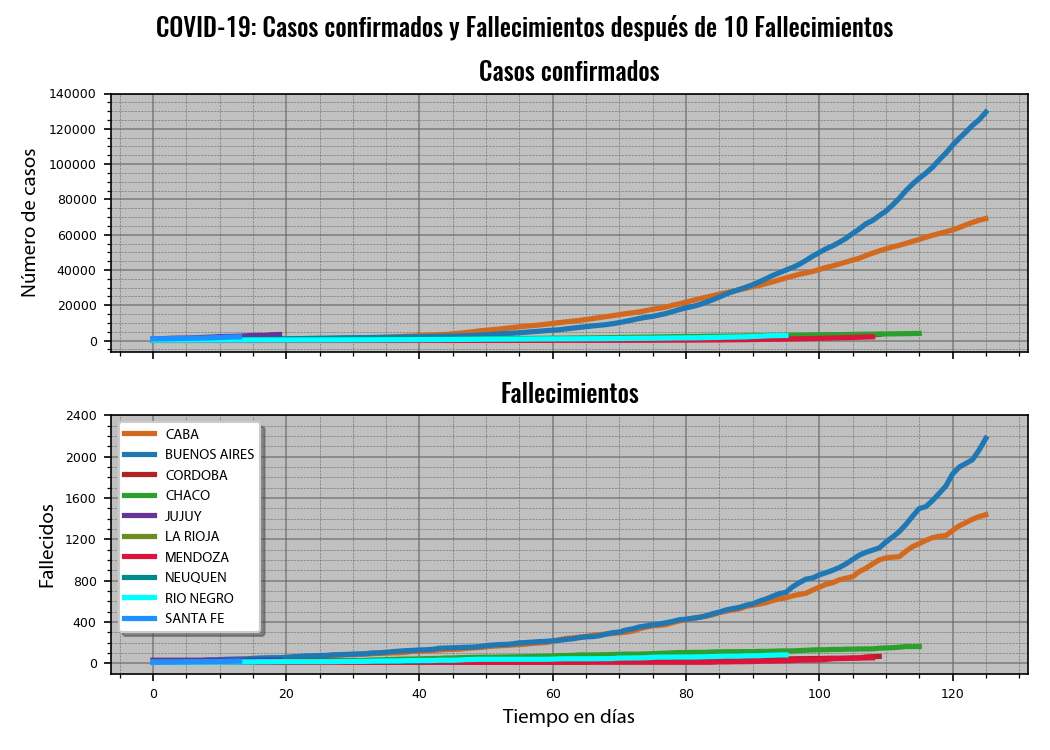 COVID-19: Casos confirmados y Fallecimientos después de 10 Fallecimientos
Casos confirmados
140000
120000
100000
80000
60000
40000
20000
0
Número de casos
Fallecimientos
2400
2000
1600
1200
800
400
0
Fallecidos
CABA
BUENOS AIRES
CORDOBA
CHACO
JUJUY
LA RIOJA
MENDOZA
NEUQUEN
RIO NEGRO
SANTA FE
0 20 40 60 80 100 120
Tiempo en días